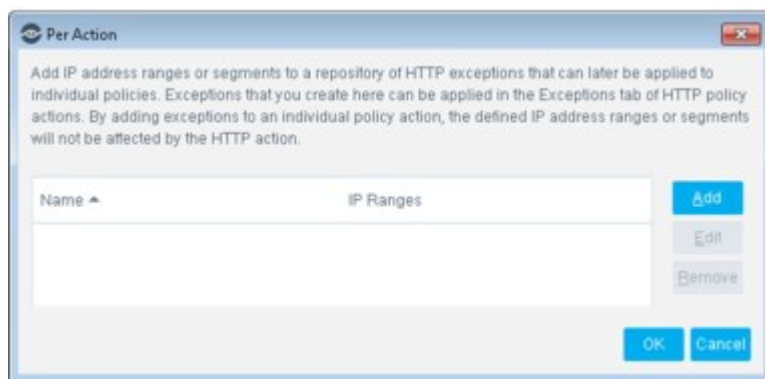 Per Action
Add IP address ranges or segments to a repository of HTTP exceptions that can later be applied to
individual policies. Exceptions that you create here can be applied in the Exceptions tab of HTTP policy
actions. By adding exceptions to an individual policy action, the defined IP address ranges or segments
will not be affected by the HTTP action.
Name IP Ranges
Add
Edit
Remove
OK Cancel